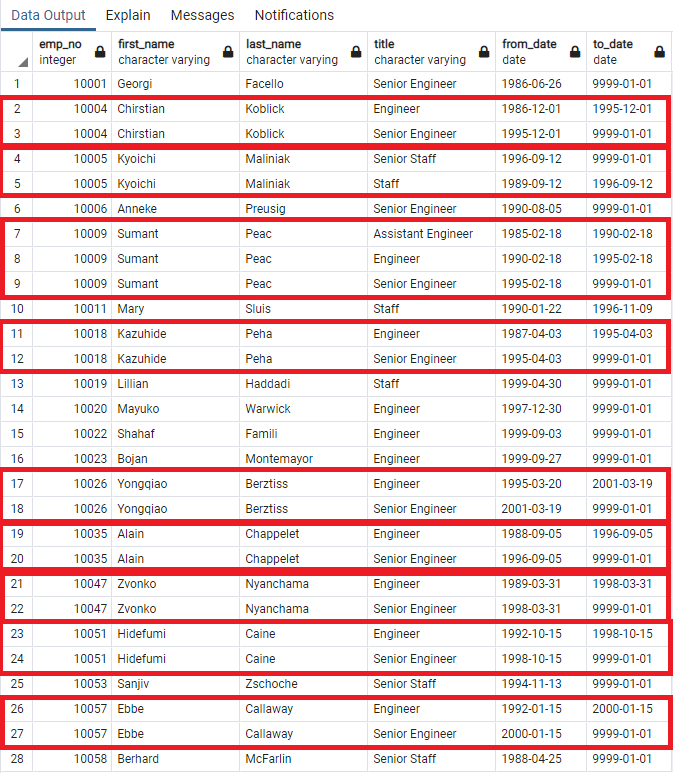 Data Output Explain Messages Notifications
emp_no first_name last_name title from_date to_date
integer character varying character varying character varying date date
1 10001 Georgi Facello Senior Engineer 1986-06-26 9999-01-01
2 10004 Chirstian Koblick Engineer 1986-12-01 1995-12-01
3 10004 Chirstian Koblick Senior Engineer 1995-12-01 9999-01-01
4 10005 Kyoichi Maliniak Senior Staff 1996-09-12 9999-01-01
5 10005 Kyoichi Maliniak Staff 1989-09-12 1996-09-12
6 10006 Anneke Preusig Senior Engineer 1990-08-05 9999-01-01
7 10009 Sumant Peac Assistant Engineer 1985-02-18 1990-02-18
8 10009 Sumant Peac Engineer 1990-02-18 1995-02-18
9 10009 Sumant Peac Senior Engineer 1995-02-18 9999-01-01
10 10011 Mary Sluis Staff 1990-01-22 1996-11-09
11 10018 Kazuhide Peha Engineer 1987-04-03 1995-04-03
12 10018 Kazuhide Peha Senior Engineer 1995-04-03 9999-01-01
13 10019 Lillian Haddadi Staff 1999-04-30 9999-01-01
14 10020 Mayuko Warwick Engineer 1997-12-30 9999-01-01
15 10022 Shahaf Famili Engineer 1999-09-03 9999-01-01
16 10023 Bojan Montemayor Engineer 1999-09-27 9999-01-01
17 10026 Yongqiao Berztiss Engineer 1995-03-20 2001-03-19
18 10026 Yongqiao Berztiss Senior Engineer 2001-03-19 9999-01-01
19 10035 Alain Chappelet Engineer 1988-09-05 1996-09-05
20 10035 Alain Chappelet Senior Engineer 1996-09-05 9999-01-01
21 10047 Zvonko Nyanchama Engineer 1989-03-31 1998-03-31
22 10047 Zvonko Nyanchama Senior Engineer 1998-03-31 9999-01-01
23 10051 Hidefumi Caine Engineer 1992-10-15 1998-10-15
24 10051 Hidefumi Caine Senior Engineer 1998-10-15 9999-01-01
25 10053 Sanjiv Zschoche Senior Staff 1994-11-13 9999-01-01
26 10057 Ebbe Callaway Engineer 1992-01-15 2000-01-15
27 10057 Ebbe Callaway Senior Engineer 2000-01-15 9999-01-01
28 10058 Berhard McFarlin Senior Staff 1988-04-25 9999-01-01